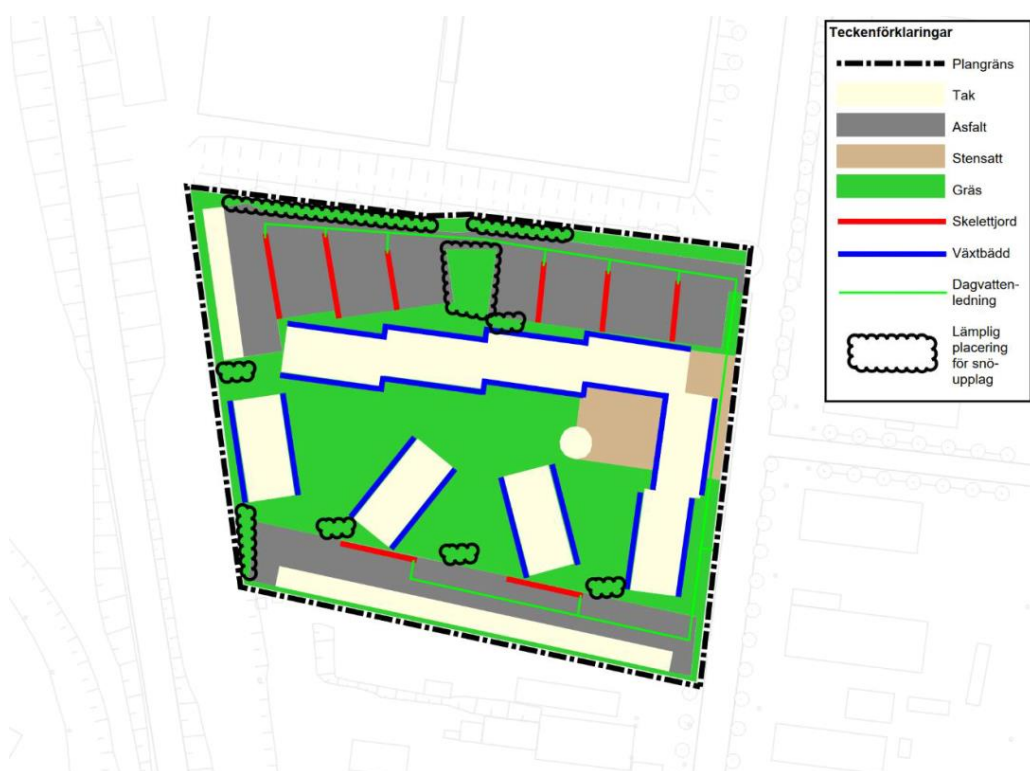 Teckenförklaringar
Plangräns
Tak
Asfalt
Stensatt
Gräs
Skelettjord
Växtbädd
Dagvatten-
ledning
Lämplig
placering
för snö-
upplag